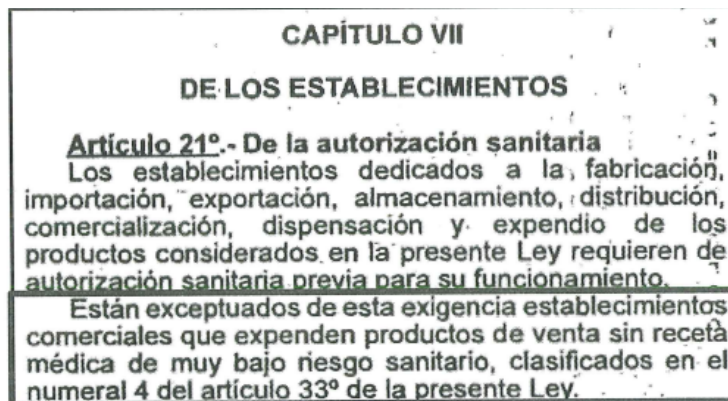 CAPÍTULO VII
DE LOS ESTABLECIMIENTOS
Artículo 21º.- De la autorización sanitaria
Los establecimientos dedicados a la fabricación,
importación, exportación, almacenamiento, distribución,
comercialización, dispensación y expendio de los
productos considerados en la presente Ley requieren de
autorización sanitaria previa para su funcionamiento.
Están exceptuados de esta exigencia establecimientos
comerciales que expenden productos de venta sin receta
médica de muy bajo riesgo sanitario, clasificados en el
numeral 4 del artículo 33º de la presente Ley.